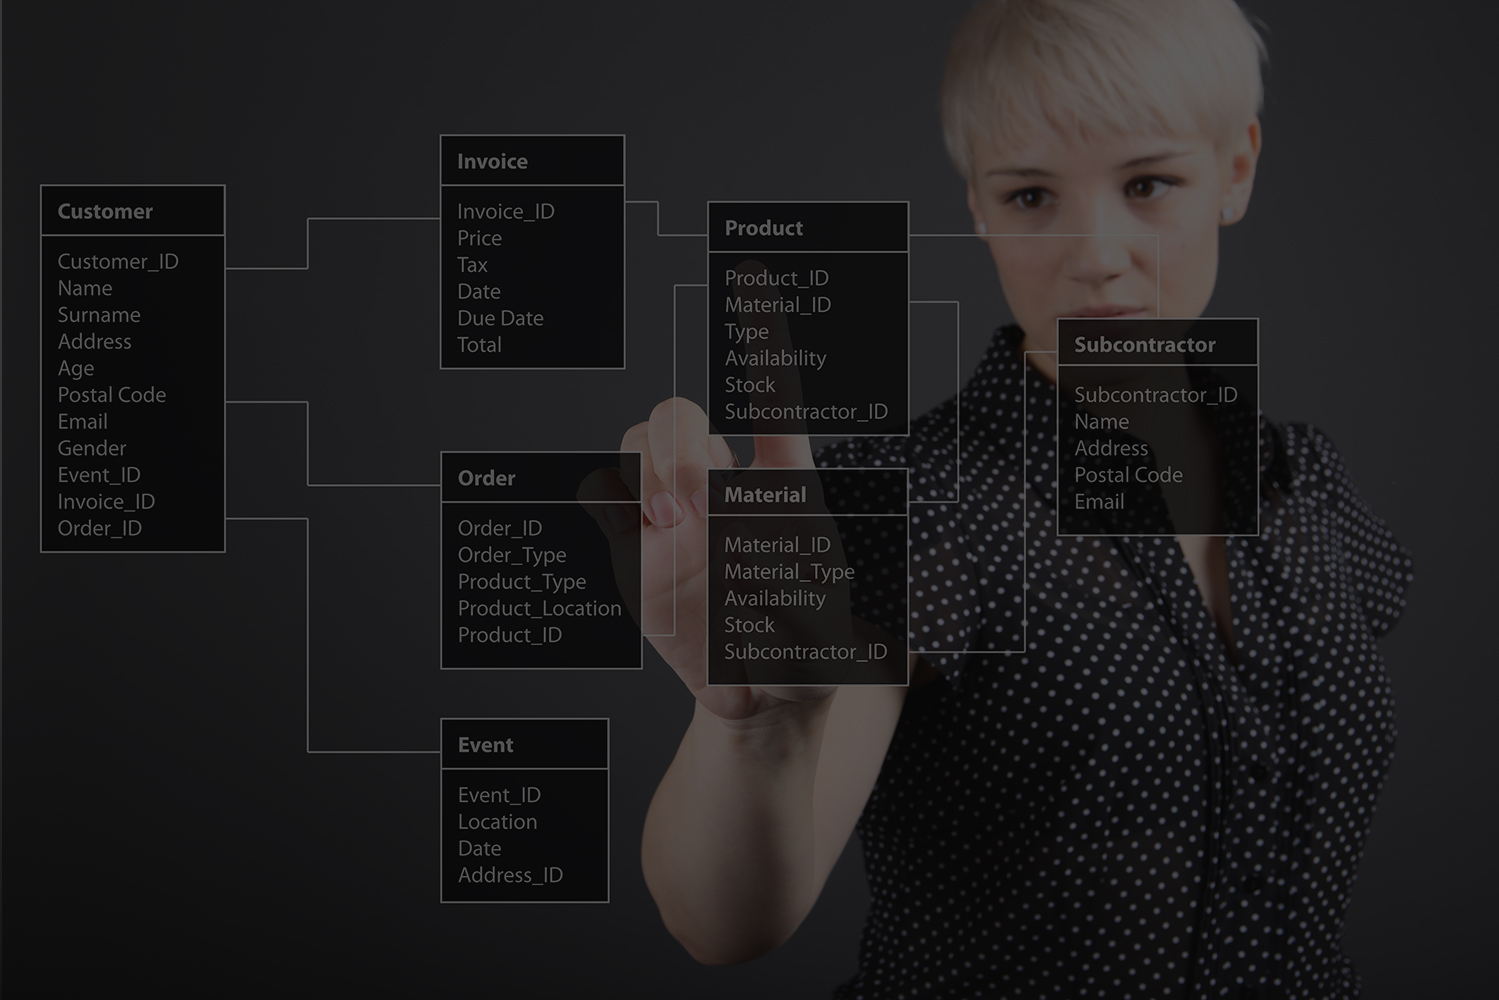 Customer
Customer_ID
Name
Surname
Address
Age
Postal Code
Email
Gender
Event_ID
Invoice_ID
Order_ID
Invoice
Invoice_ID
Price
Tax
Date
Due Date
Total
Order
Order_ID
Order_Type
Product_Type
Product_Location
Product_ID
Event
Event_ID
Location
Date
Address_ID
Product
Product_ID
Material_ID
Type
Availability
Stock
Subcontractor_ID
Material
Material_ID
Material_Type
Availability
Stock
Subcontractor_ID
Subcontractor
Subcontractor_ID
Name
Address
Postal Code
Email